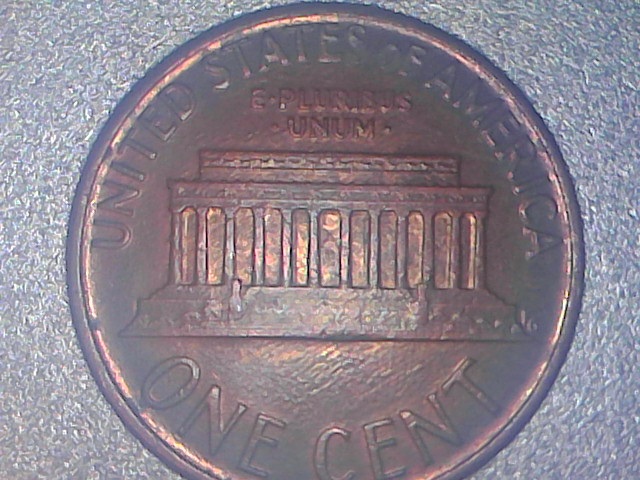 UNITED STATES OF AMERICA
E·PLURIBUS
·UNUM·
ONE CENT